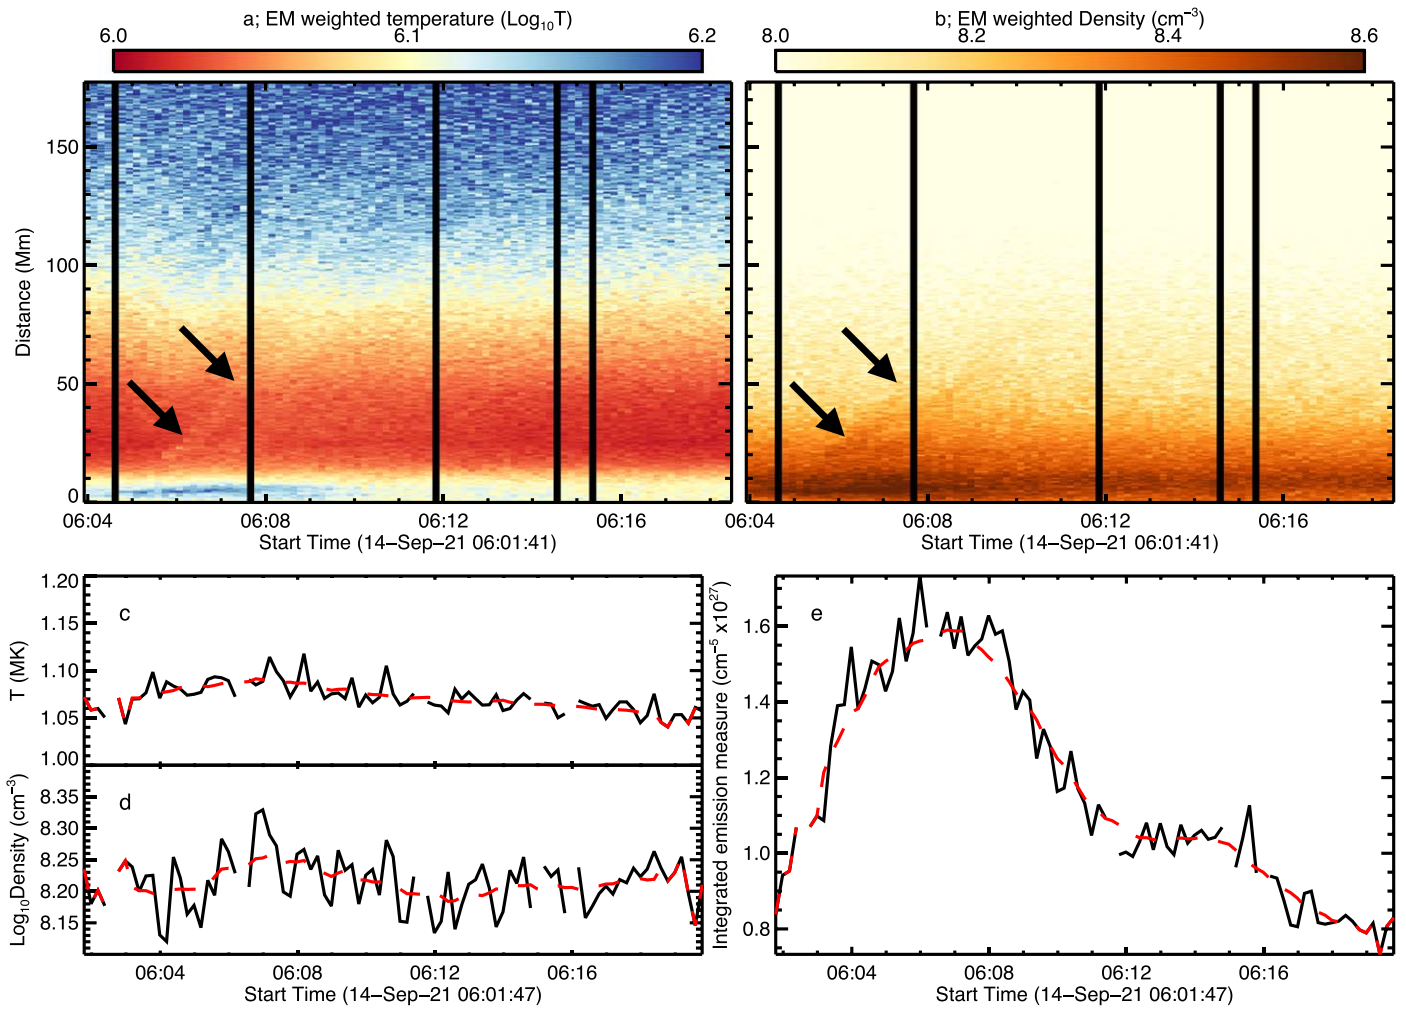 a; EM weighted temperature (Log10T)
6.0 6.1 6.2
b; EM weighted Density (cm−3)
8.0 8.2 8.4 8.6
Distance (Mm)
150
100
50
0
06:04 06:08 06:12 06:16
Start Time (14−Sep−21 06:01:41)
06:04 06:08 06:12 06:16
Start Time (14−Sep−21 06:01:41)
c
T (MK)
1.20
1.15
1.10
1.05
1.00
d
Log10Density (cm−3)
8.35
8.30
8.25
8.20
8.15
06:04 06:08 06:12 06:16
Start Time (14−Sep−21 06:01:47)
e
Integrated emission measure (cm−5 x1027)
1.6
1.4
1.2
1.0
0.8
06:04 06:08 06:12 06:16
Start Time (14−Sep−21 06:01:47)